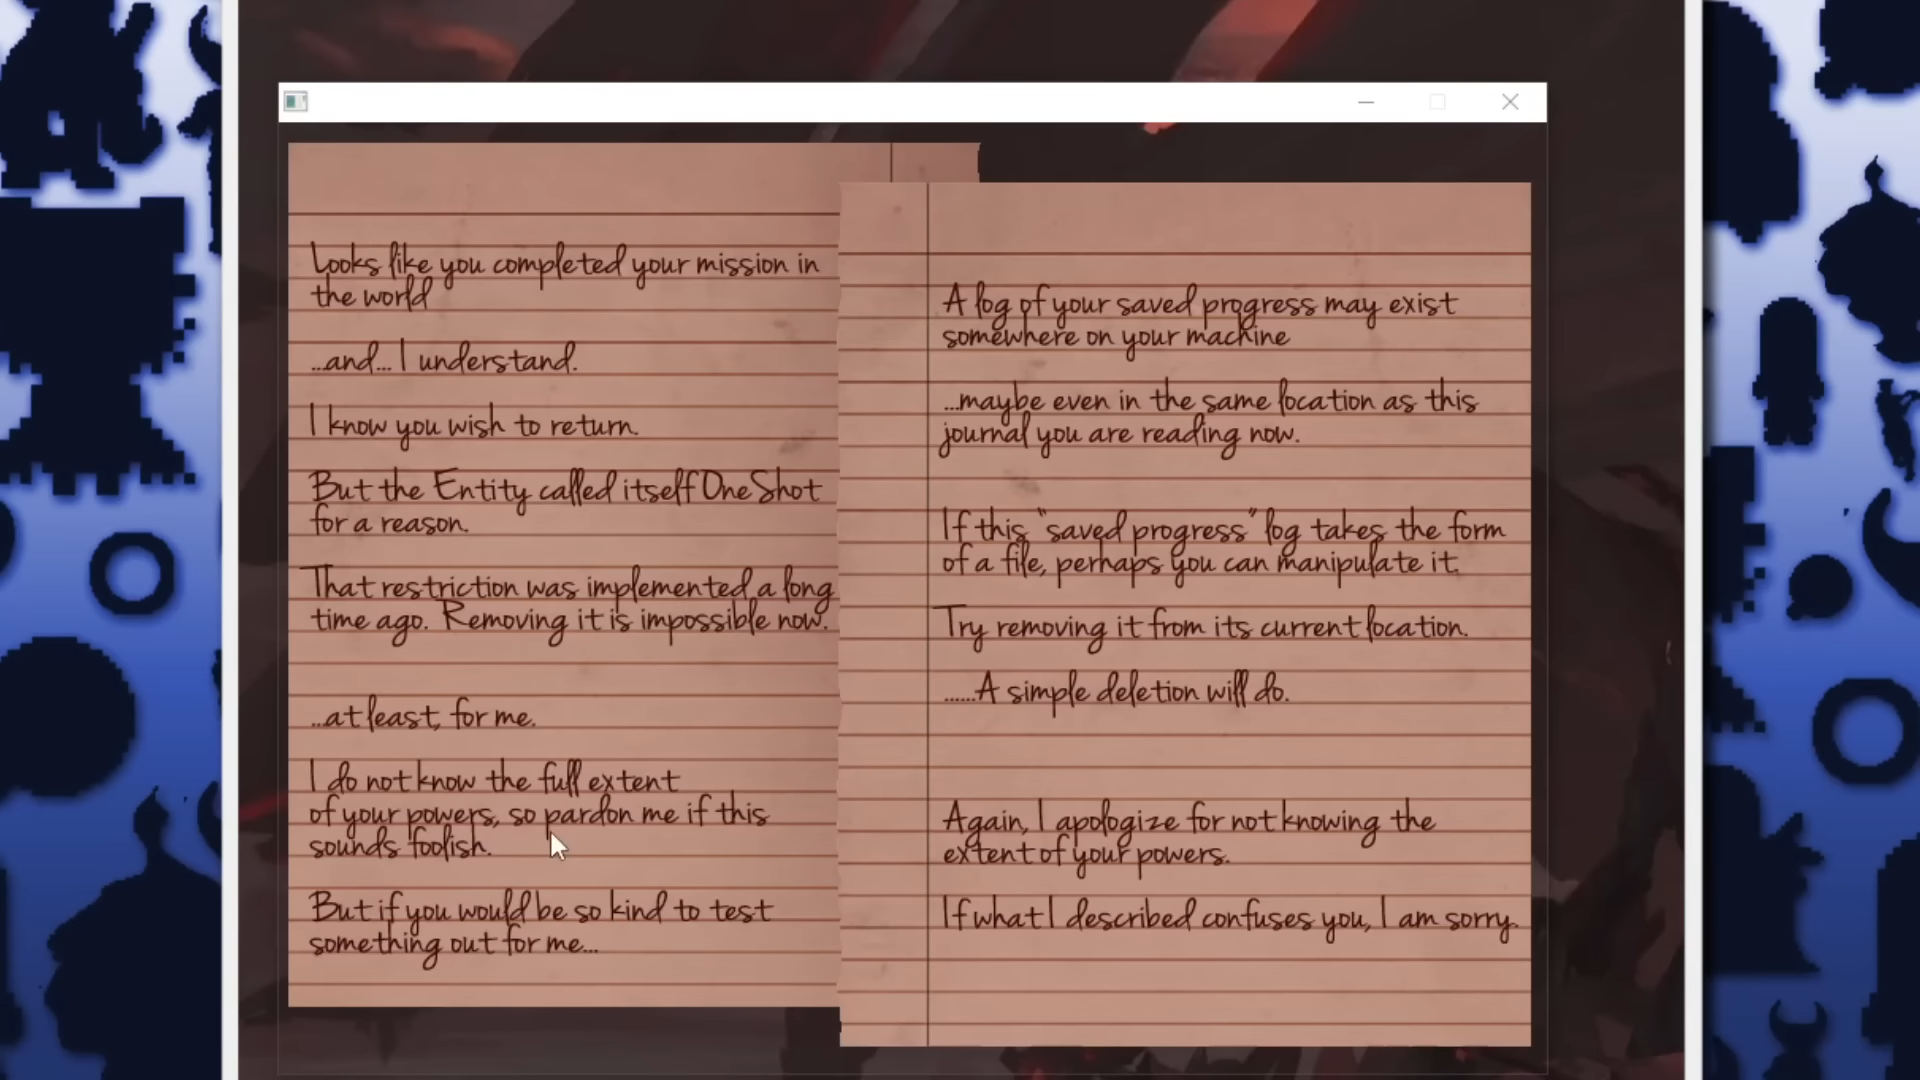 Looks like you completed your mission in
the world
...and... I understand.
I know you wish to return.
But the Entity called itself OneShot
for a reason.
That restriction was implemented a long
time ago. Removing it is impossible now.
...at least, for me.
I do not know the full extent
of your powers, so pardon me if this
sounds foolish.
But if you would be so kind to test
something out for me...
A log of your saved progress may exist
somewhere on your machine
...maybe even in the same location as this
journal you are reading now.
If this "saved progress" log takes the form
of a file, perhaps you can manipulate it.
Try removing it from its current location.
......A simple deletion will do.
Again, I apologize for not knowing the
extent of your powers.
If what I described confuses you, I am sorry.